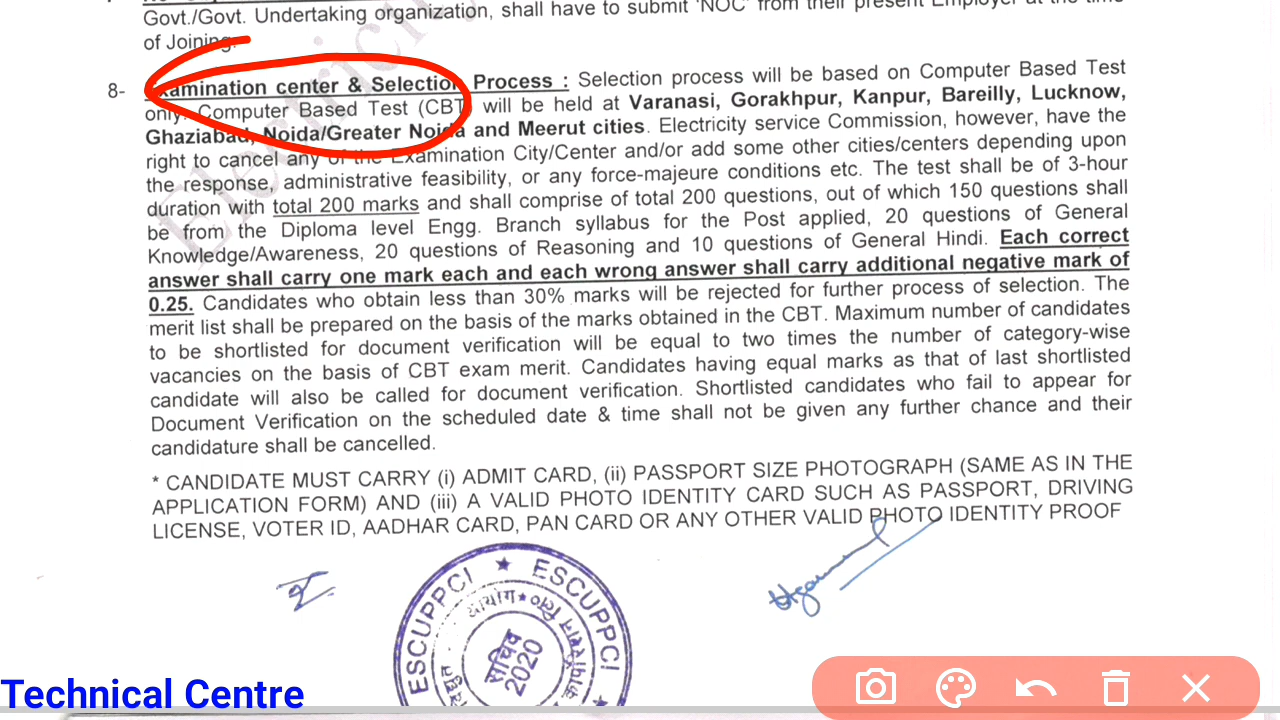 Govt./Govt. Undertaking organization, shall have to submit 'NOC' from their present Employer at the time
of Joining.
8- Examination center & Selection Process : Selection process will be based on Computer Based Test
only. Computer Based Test (CBT) will be held at Varanasi, Gorakhpur, Kanpur, Bareilly, Lucknow,
Ghaziabad, Noida/Greater Noida and Meerut cities. Electricity service Commission, however, have the
right to cancel any of the Examination City/Center and/or add some other cities/centers depending upon
the response, administrative feasibility, or any force-majeure conditions etc. The test shall be of 3-hour
duration with total 200 marks and shall comprise of total 200 questions, out of which 150 questions shall
be from the Diploma level Engg. Branch syllabus for the Post applied, 20 questions of General
Knowledge/Awareness, 20 questions of Reasoning and 10 questions of General Hindi. Each correct
answer shall carry one mark each and each wrong answer shall carry additional negative mark of
0.25. Candidates who obtain less than 30% marks will be rejected for further process of selection. The
merit list shall be prepared on the basis of the marks obtained in the CBT. Maximum number of candidates
to be shortlisted for document verification will be equal to two times the number of category-wise
vacancies on the basis of CBT exam merit. Candidates having equal marks as that of last shortlisted
candidate will also be called for document verification. Shortlisted candidates who fail to appear for
Document Verification on the scheduled date & time shall not be given any further chance and their
candidature shall be cancelled.
* CANDIDATE MUST CARRY (i) ADMIT CARD, (ii) PASSPORT SIZE PHOTOGRAPH (SAME AS IN THE
APPLICATION FORM) AND (iii) A VALID PHOTO IDENTITY CARD SUCH AS PASSPORT, DRIVING
LICENSE, VOTER ID, AADHAR CARD, PAN CARD OR ANY OTHER VALID PHOTO IDENTITY PROOF
ESCUPPCl ★ ESCUPPCl ★
आयोग
सचिव
2020
Technical Centre